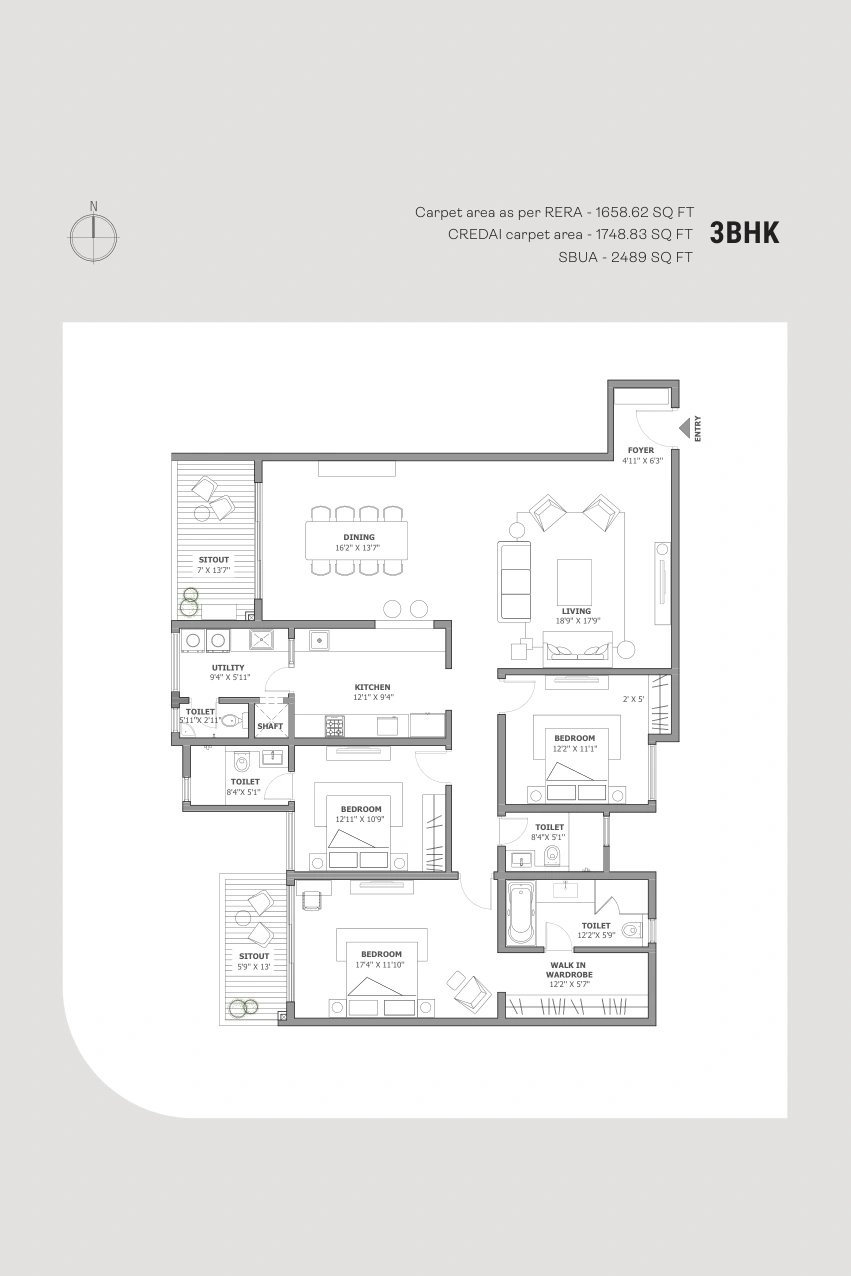 N
Carpet area as per RERA - 1658.62 SQ FT
CREDAI carpet area - 1748.83 SQ FT
SBUA - 2489 SQ FT
3BHK
ENTRY
FOYER
4'11" X 6'3"
DINING
16'2" X 13'7"
SITOUT
7' X 13'7"
LIVING
18'9" X 17'9"
UTILITY
9'4" X 5'11"
KITCHEN
12'1" X 9'4"
2' X 5'
TOILET
5'11"X 2'11"
SHAFT
BEDROOM
12'2" X 11'1"
TOILET
8'4"X 5'1"
BEDROOM
12'11" X 10'9"
TOILET
8'4"X 5'1"
TOILET
12'2"X 5'9"
SITOUT
5'9" X 13'
BEDROOM
17'4" X 11'10"
WALK IN
WARDROBE
12'2" X 5'7"